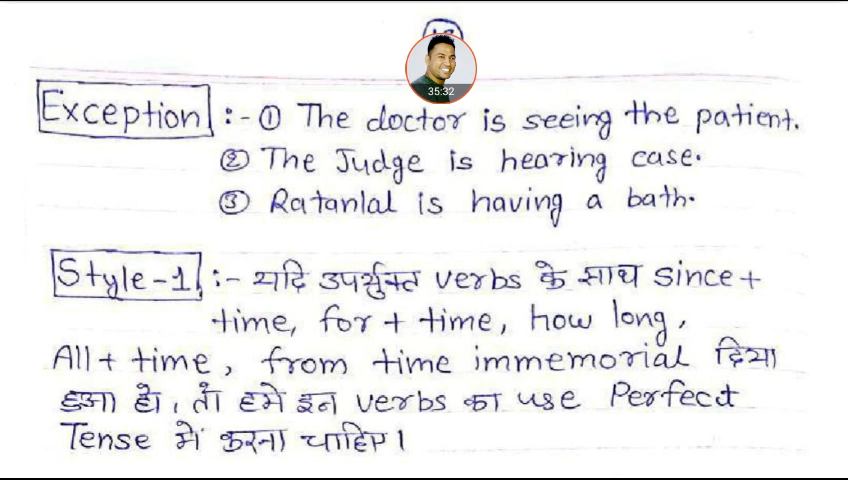 35:32
Exception :- ① The doctor is seeing the patient.
② The Judge is hearing case.
③ Ratanlal is having a bath.
Style-1 :- यदि उपर्युक्त verbs के साथ since +
time, for + time, how long,
All + time, from time immemorial दिया
हुआ हो, तो हमे इन verbs का use Perfect
Tense में करना चाहिए।